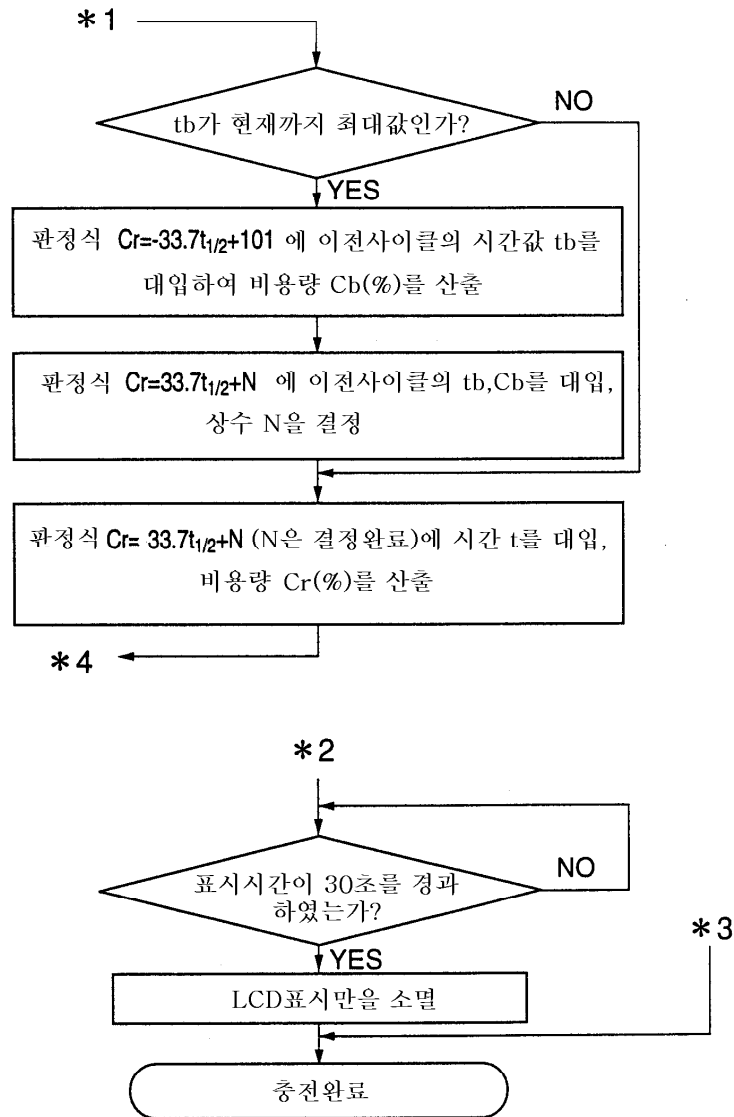 *1
tb가 현재까지 최대값인가?
NO
YES
판정식 Cr=-33.7t1/2+101 에 이전사이클의 시간값 tb를
대입하여 비용량 Cb(%)를 산출
판정식 Cr=33.7t1/2+N 에 이전사이클의 tb,Cb를 대입,
상수 N을 결정
판정식 Cr= 33.7t1/2+N (N은 결정완료)에 시간 t를 대입,
비용량 Cr(%)를 산출
*4
*2
표시시간이 30초를 경과
하였는가?
NO
*3
YES
LCD표시만을 소멸
충전완료